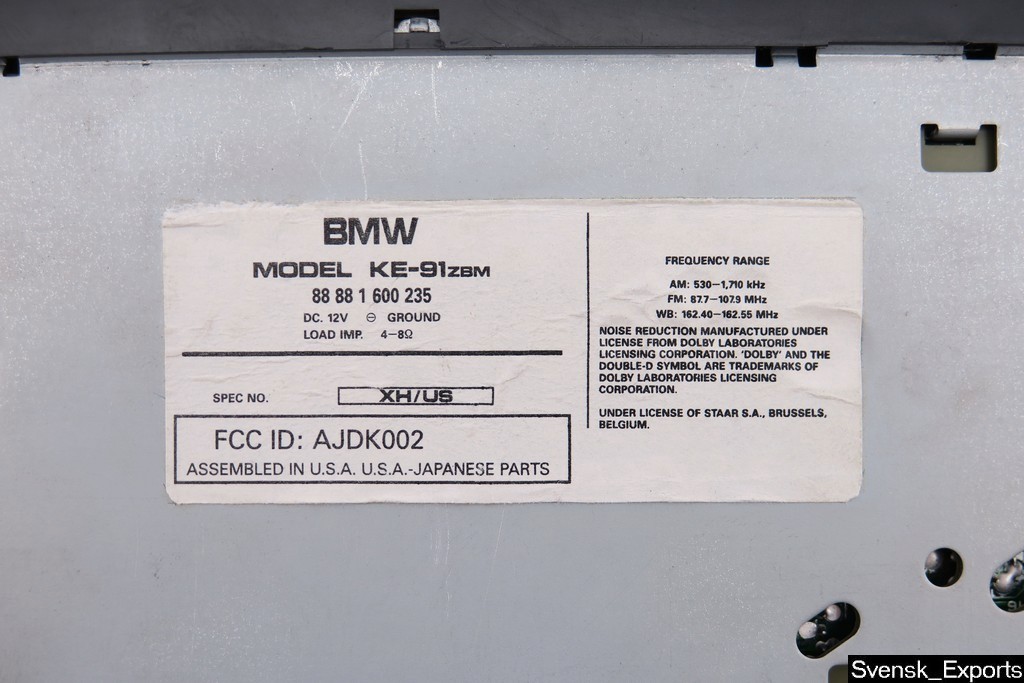 BMW
MODEL KE-91ZBM
88 88 1 600 235
DC. 12V ⊖ GROUND
LOAD IMP. 4-8Ω
SPEC NO. XH/US
FCC ID: AJDK002
ASSEMBLED IN U.S.A. U.S.A.-JAPANESE PARTS
FREQUENCY RANGE
AM: 530-1,710 kHz
FM: 87.7-107.9 MHz
WB: 162.40-162.55 MHz
NOISE REDUCTION MANUFACTURED UNDER
LICENSE FROM DOLBY LABORATORIES
LICENSING CORPORATION. 'DOLBY' AND THE
DOUBLE-D SYMBOL ARE TRADEMARKS OF
DOLBY LABORATORIES LICENSING
CORPORATION.
UNDER LICENSE OF STAAR S.A., BRUSSELS,
BELGIUM.
Svensk_Exports